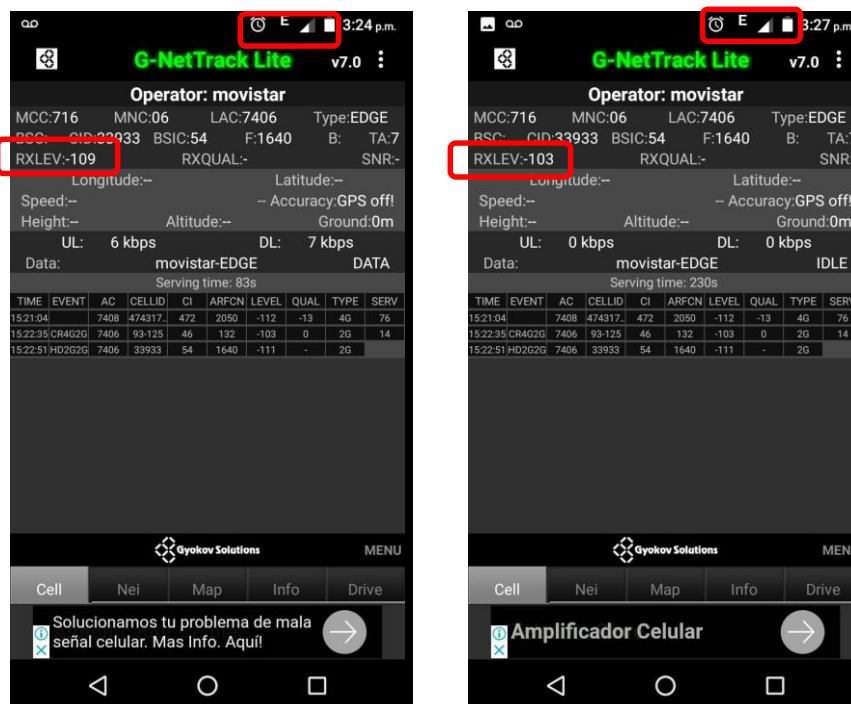 E 3:24 p.m.
G-NetTrack Lite v7.0
Operator: movistar
MCC:716 MNC:06 LAC:7406 Type:EDGE
BSC: CID:33933 BSIC:54 F:1640 B: TA:7
RXLEV:-109 RXQUAL:- SNR:-
Longitude:-- Latitude:--
Speed:-- -- Accuracy:GPS off!
Height:-- Altitude:-- Ground:0m
UL: 6 kbps DL: 7 kbps
Data: movistar-EDGE DATA
Serving time: 83s
TIME EVENT AC CELLID CI ARFCN LEVEL QUAL TYPE SERV
15:21:04 7408 474317.. 472 2050 -112 -13 4G 76
15:22:35 CR4G2G 7406 93-125 46 132 -103 0 2G 14
15:22:51 HD2G2G 7406 33933 54 1640 -111 - 2G
Gyokov Solutions MENU
Cell Nei Map Info Drive
Solucionamos tu problema de mala
señal celular. Mas Info. Aquí!
E 3:27 p.m
G-NetTrack Lite v7.0
Operator: movistar
MCC:716 MNC:06 LAC:7406 Type:EDGE
BSC: CID:33933 BSIC:54 F:1640 B: TA:7
RXLEV:-103 RXQUAL:- SNR:
Longitude:-- Latitude:--
Speed:-- -- Accuracy:GPS off!
Height:-- Altitude:-- Ground:0m
UL: 0 kbps DL: 0 kbps
Data: movistar-EDGE IDLE
Serving time: 230s
TIME EVENT AC CELLID CI ARFCN LEVEL QUAL TYPE SERV
15:21:04 7408 474317.. 472 2050 -112 -13 4G 76
15:22:35 CR4G2G 7406 93-125 46 132 -103 0 2G 14
15:22:51 HD2G2G 7406 33933 54 1640 -111 - 2G
Gyokov Solutions MEN
Cell Nei Map Info Drive
Amplificador Celular